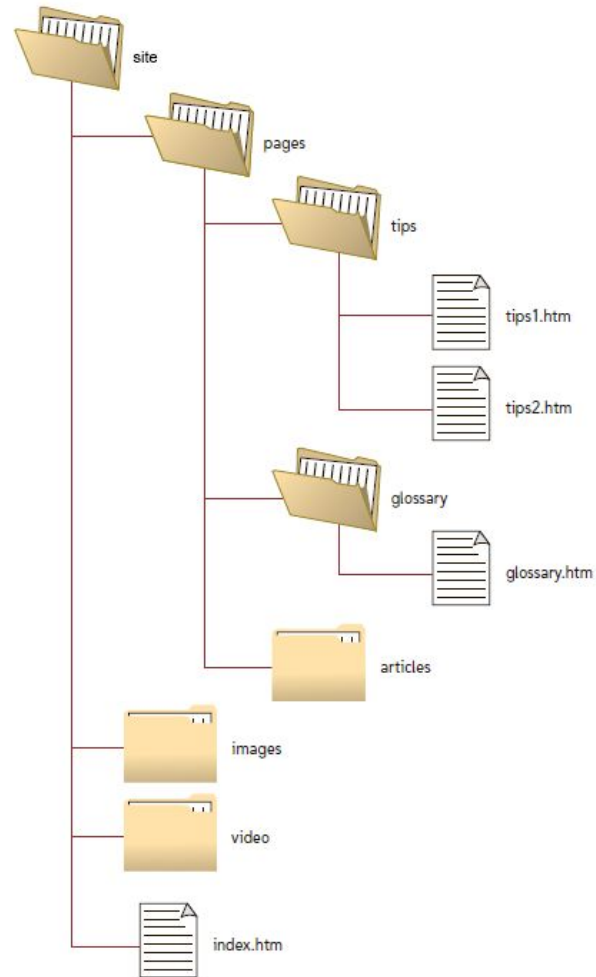 site
pages
tips
tips1.htm
tips2.htm
glossary
glossary.htm
articles
images
video
index.htm